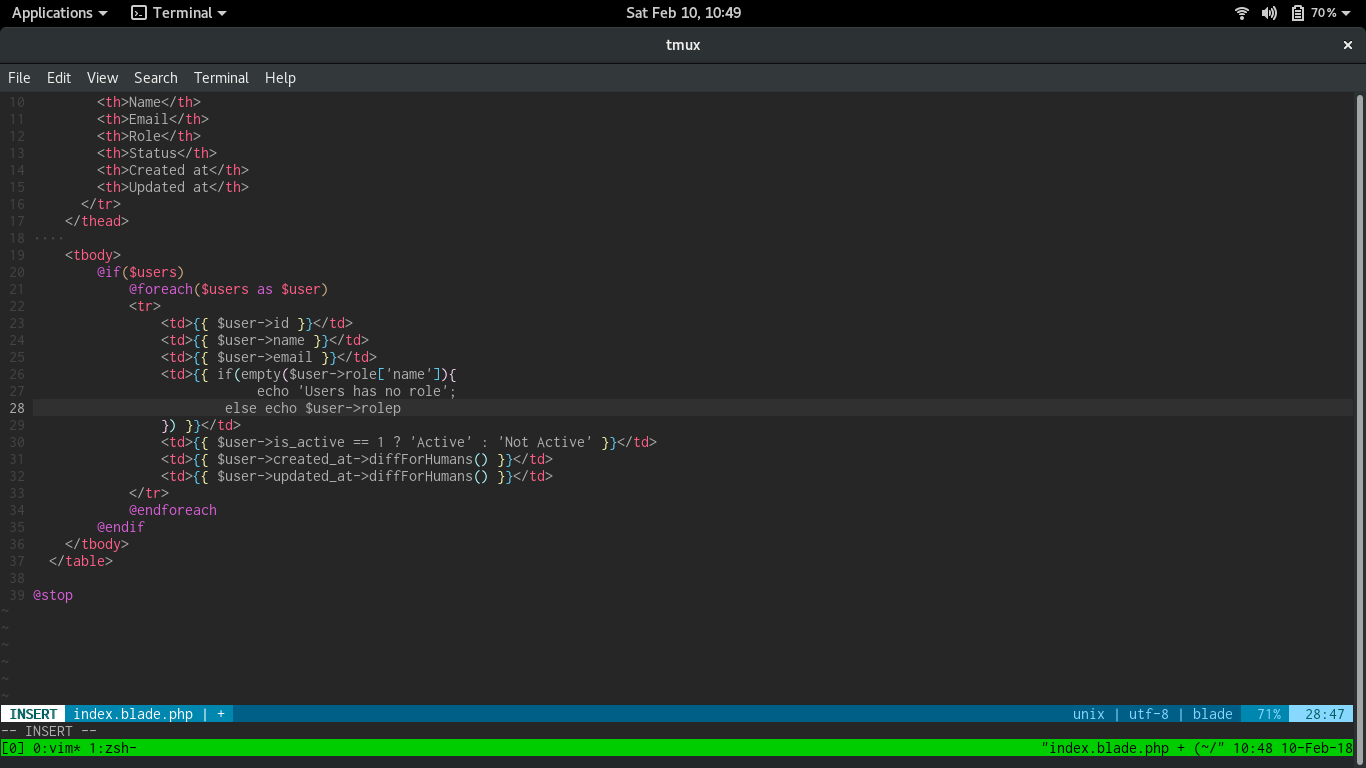 Applications Terminal Sat Feb 10, 10:49 70%
tmux ×
File Edit View Search Terminal Help
10         <th>Name</th>
11         <th>Email</th>
12         <th>Role</th>
13         <th>Status</th>
14         <th>Created at</th>
15         <th>Updated at</th>
16       </tr>
17     </thead>
18 ····
19     <tbody>
20         @if($users)
21             @foreach($users as $user)
22             <tr>
23                 <td>{{ $user->id }}</td>
24                 <td>{{ $user->name }}</td>
25                 <td>{{ $user->email }}</td>
26                 <td>{{ if(empty($user->role['name']){
27                             echo 'Users has no role';
28                         else echo $user->rolep
29                 }) }}</td>
30                 <td>{{ $user->is_active == 1 ? 'Active' : 'Not Active' }}</td>
31                 <td>{{ $user->created_at->diffForHumans() }}</td>
32                 <td>{{ $user->updated_at->diffForHumans() }}</td>
33             </tr>
34             @endforeach
35         @endif
36     </tbody>
37   </table>
38
39 @stop
~
~
~
~
~
~
INSERT index.blade.php | + unix | utf-8 | blade 71% 28:47
-- INSERT --
[0] 0:vim* 1:zsh- "index.blade.php + (~/" 10:48 10-Feb-18